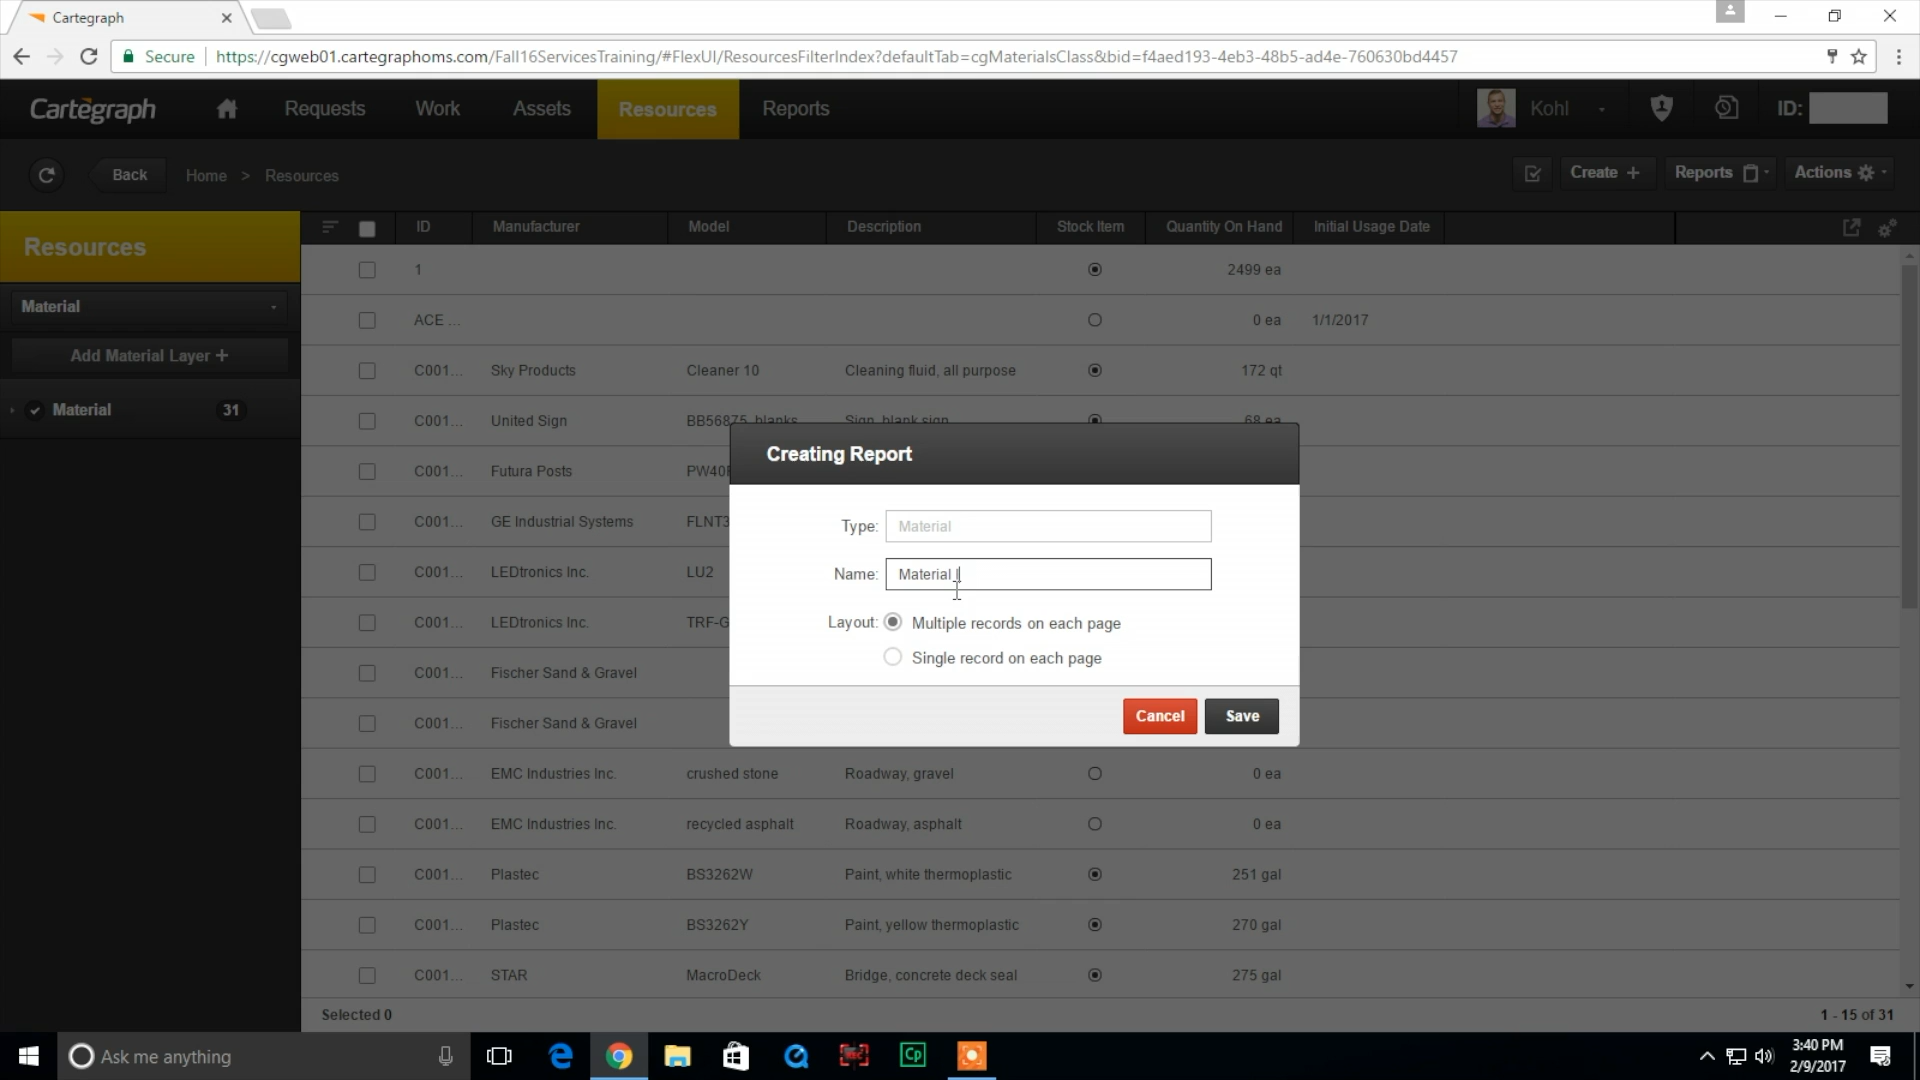 Cartegraph
Secure https://cgweb01.cartegraphoms.com/Fall16ServicesTraining/#FlexUI/ResourcesFilterIndex?defaultTab=cgMaterialsClass&bid=f4aed193-4eb3-48b5-ad4e-760630bd4457
Cartegraph Requests Work Assets Resources Reports Kohl ID:
Back Home > Resources Create + Reports Actions
Resources
Material
Add Material Layer +
Material 31
ID Manufacturer Model Description Stock Item Quantity On Hand Initial Usage Date
1 2499 ea
ACE ... 0 ea 1/1/2017
C001... Sky Products Cleaner 10 Cleaning fluid, all purpose 172 qt
C001... United Sign BB56875, blanks Sign, blank sign 68 ea
C001... Futura Posts
C001... GE Industrial Systems
C001... LEDtronics Inc. LU2
C001... LEDtronics Inc. TRF-G
C001... Fischer Sand & Gravel
C001... Fischer Sand & Gravel
C001... EMC Industries Inc. crushed stone Roadway, gravel 0 ea
C001... EMC Industries Inc. recycled asphalt Roadway, asphalt 0 ea
C001... Plastec BS3262W Paint, white thermoplastic 251 gal
C001... Plastec BS3262Y Paint, yellow thermoplastic 270 gal
C001... STAR MacroDeck Bridge, concrete deck seal 275 gal
Selected 0 1 - 15 of 31
Creating Report
Type: Material
Name: Material
Layout: Multiple records on each page
Single record on each page
Cancel Save
Ask me anything
Cp
3:40 PM
2/9/2017